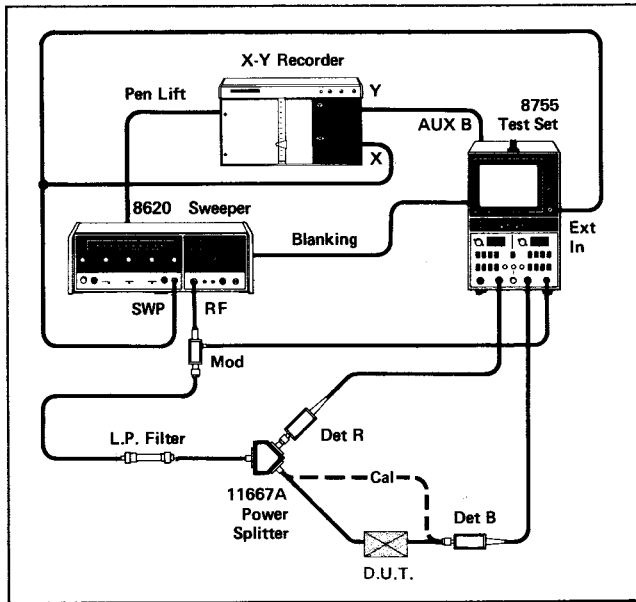 X-Y Recorder
Pen Lift
Y
8755
Test Set
AUX B
X
8620 Sweeper
Blanking
Ext
In
SWP
RF
Mod
L.P. Filter
Det R
11667A
Power
Splitter
Cal
Det B
D.U.T.